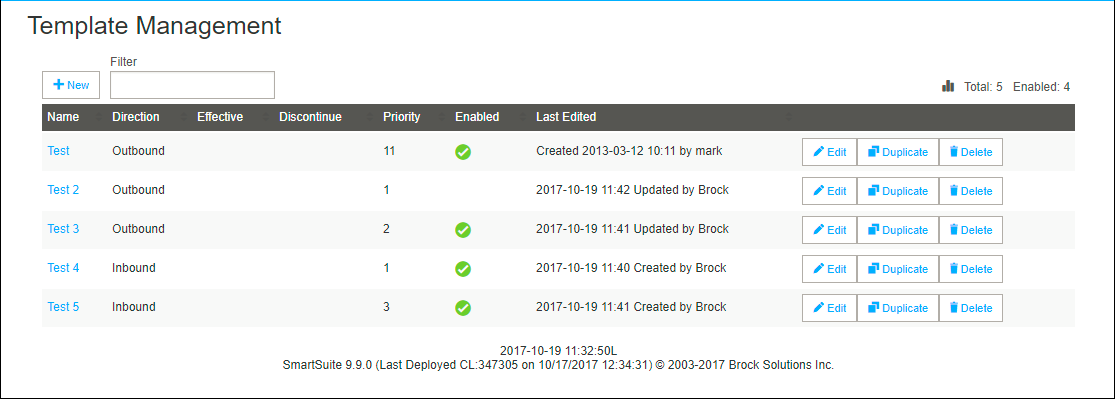 Template Management
Filter
New
Total: 5 Enabled: 4
Name Direction Effective Discontinue Priority Enabled Last Edited
Test Outbound 11 Created 2013-03-12 10:11 by mark Edit Duplicate Delete
Test 2 Outbound 1 2017-10-19 11:42 Updated by Brock Edit Duplicate Delete
Test 3 Outbound 2 2017-10-19 11:41 Updated by Brock Edit Duplicate Delete
Test 4 Inbound 1 2017-10-19 11:40 Created by Brock Edit Duplicate Delete
Test 5 Inbound 3 2017-10-19 11:41 Created by Brock Edit Duplicate Delete
2017-10-19 11:32:50L
SmartSuite 9.9.0 (Last Deployed CL:347305 on 10/17/2017 12:34:31) © 2003-2017 Brock Solutions Inc.